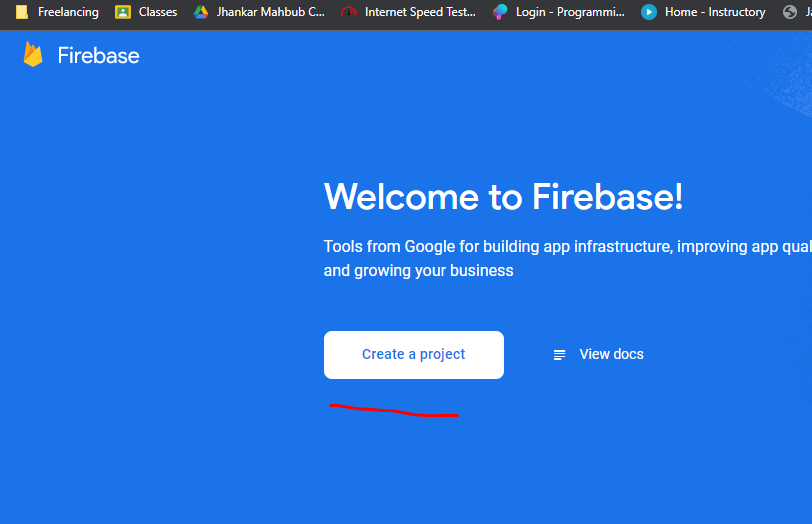 Freelancing Classes Jhankar Mahbub C... Internet Speed Test... Login - Programmi... Home - Instructory
Firebase
Welcome to Firebase!
Tools from Google for building app infrastructure, improving app qual
and growing your business
Create a project View docs